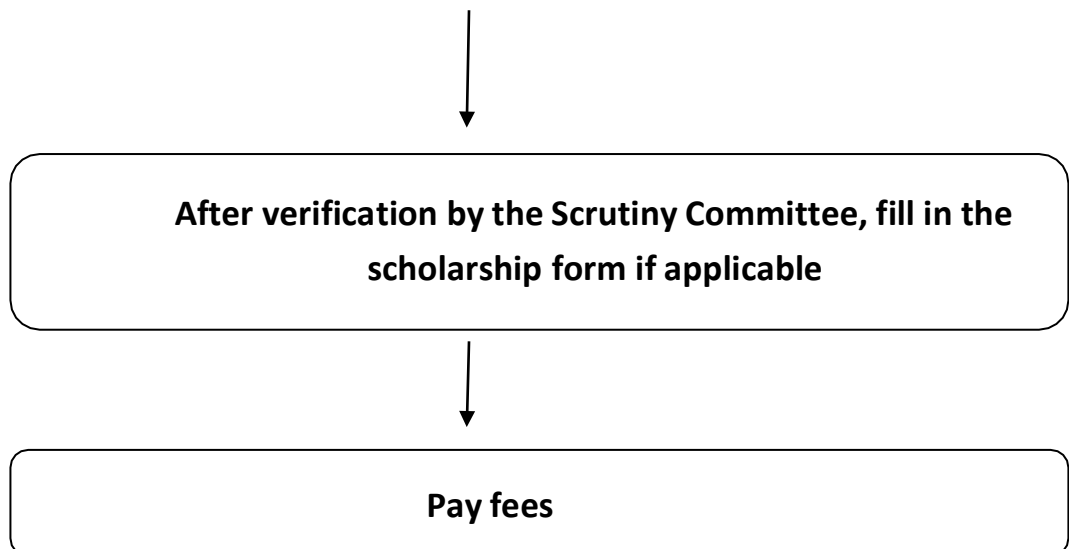 After verification by the Scrutiny Committee, fill in the
scholarship form if applicable
Pay fees